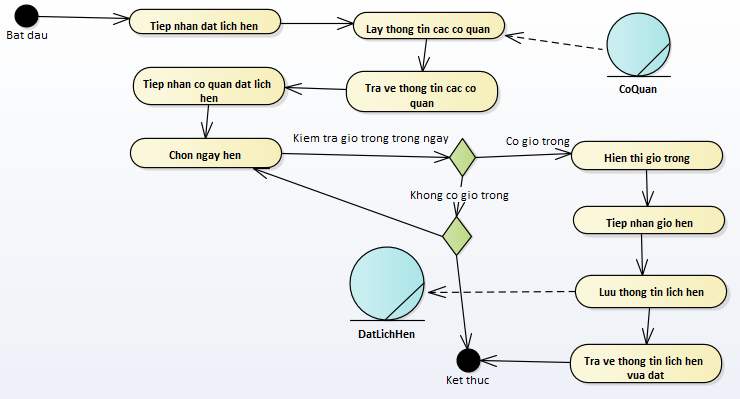 Bat dau
Tiep nhan dat lich hen
Lay thong tin cac co quan
CoQuan
Tiep nhan co quan dat lich
hen
Tra ve thong tin cac co
quan
Chon ngay hen
Kiem tra gio trong trong ngay
Co gio trong
Hien thi gio trong
Khong co gio trong
Tiep nhan gio hen
DatLichHen
Luu thong tin lich hen
Ket thuc
Tra ve thong tin lich hen
vua dat